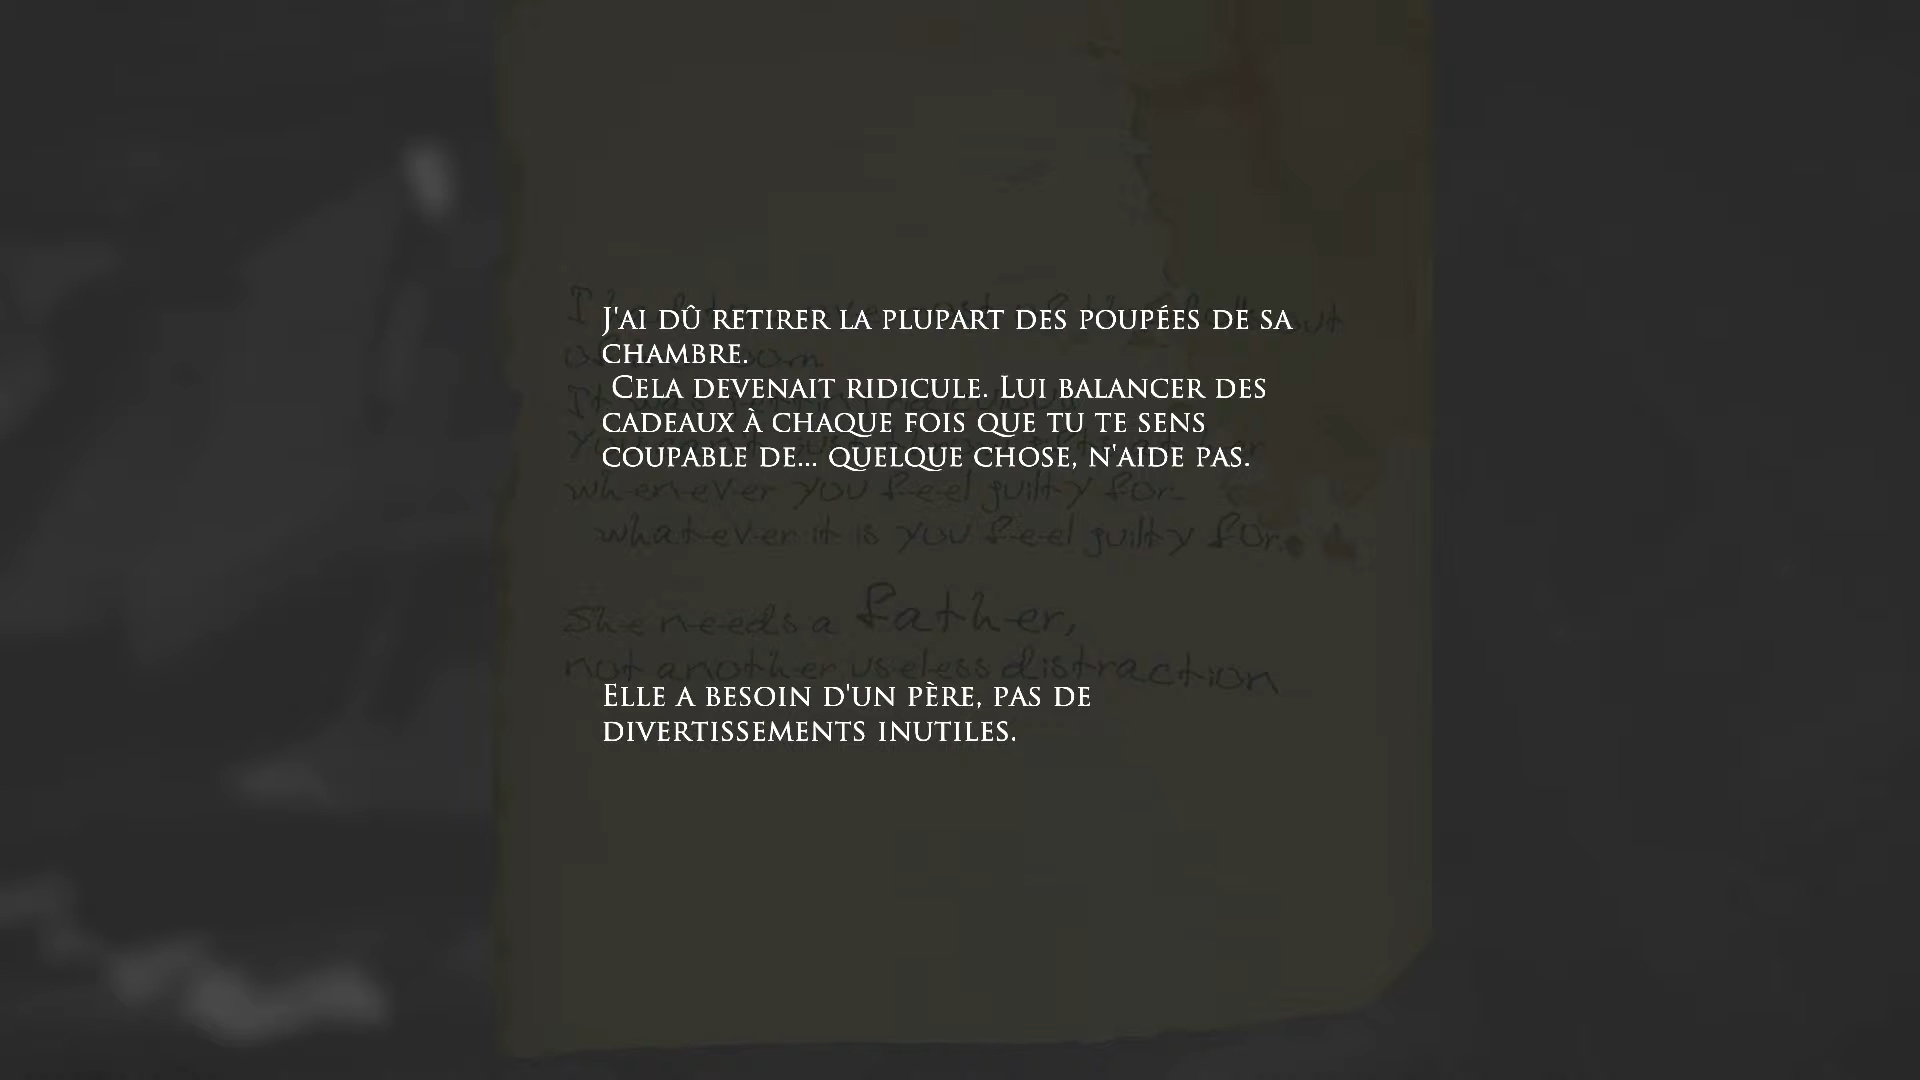 J'ai dû retirer la plupart des poupées de sa
chambre.
Cela devenait ridicule. Lui balancer des
cadeaux à chaque fois que tu te sens
coupable de... quelque chose, n'aide pas.
whenever you feel guilty for
whatever it is you feel guilty for.
She needs a father,
not another useless distraction
Elle a besoin d'un père, pas de
divertissements inutiles.